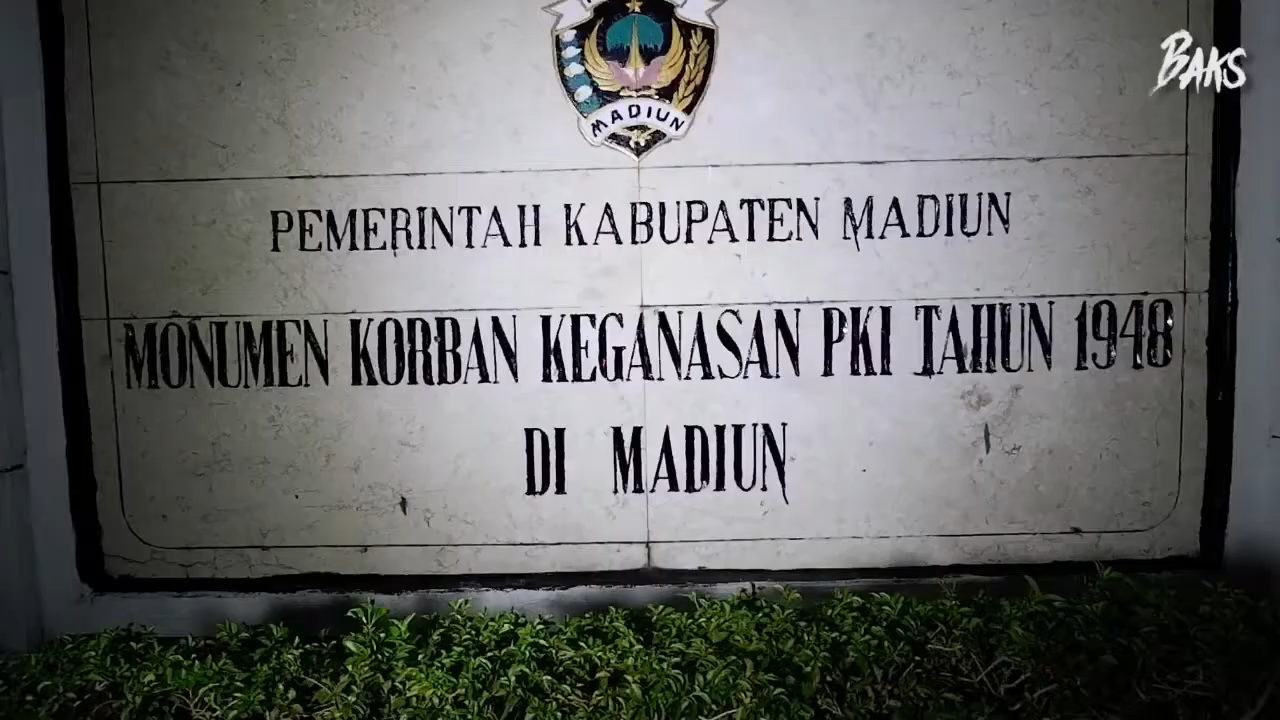 BAKS
MADIUN
PEMERINTAH KABUPATEN MADIUN
MONUMEN KORBAN KEGANASAN PKI TAHUN 1948
DI MADIUN